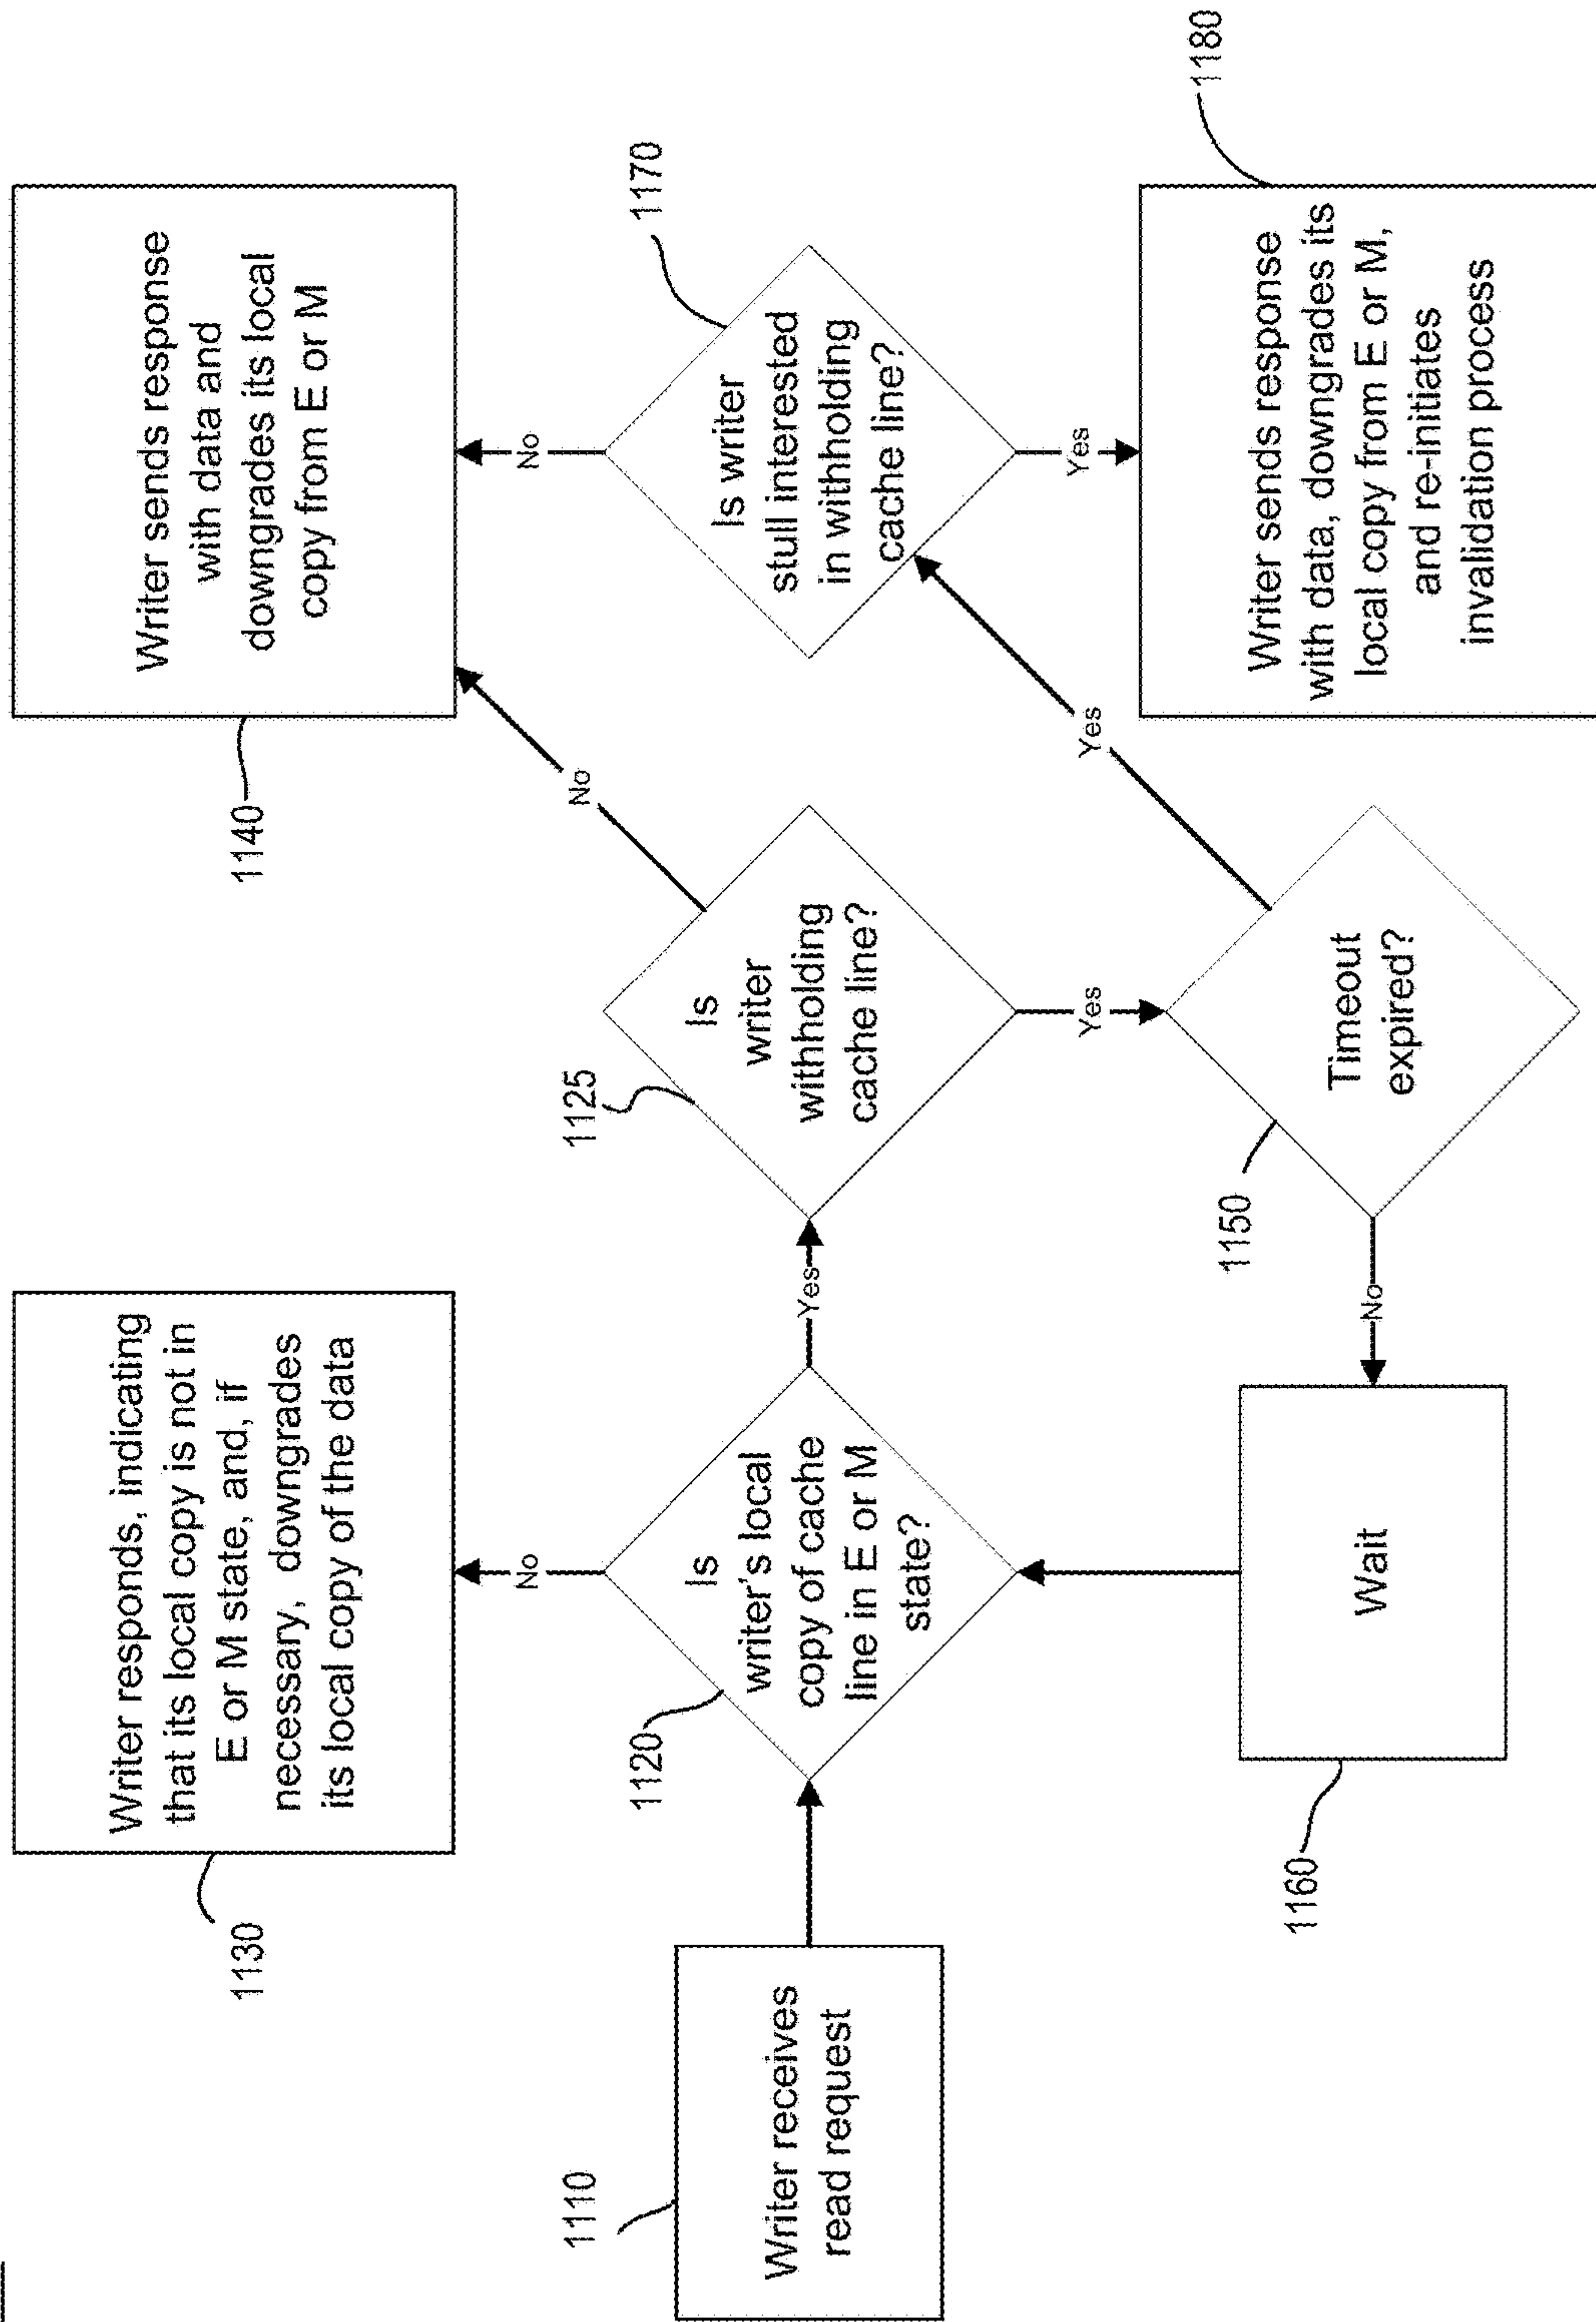 Writer responds, indicating
that its local copy is not in
E or M state, and, if
necessary, downgrades
its local copy of the data
1130
Writer sends response
with data and
downgrades its local
copy from E or M
1140
No
No
No
1110
Writer receives
read request
1120
Is
writer's local
copy of cache
line in E or M
state?
Yes
1125
Is
writer
withholding
cache line?
1170
Is writer
stull interested
in withholding
cache line?
Yes
Yes
Yes
1160
Wait
No
1150
Timeout
expired?
1180
Writer sends response
with data, downgrades its
local copy from E or M,
and re-initiates
invalidation process